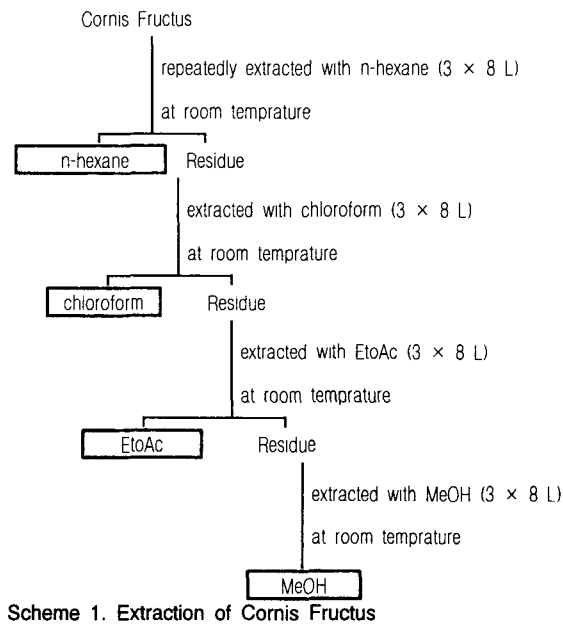 Cornis Fructus
repeatedly extracted with n-hexane (3 × 8 L)
at room temprature
n-hexane Residue
extracted with chloroform (3 × 8 L)
at room temprature
chloroform Residue
extracted with EtoAc (3 × 8 L)
at room temprature
EtoAc Residue
extracted with MeOH (3 × 8 L)
at room temprature
MeOH
Scheme 1. Extraction of Cornis Fructus